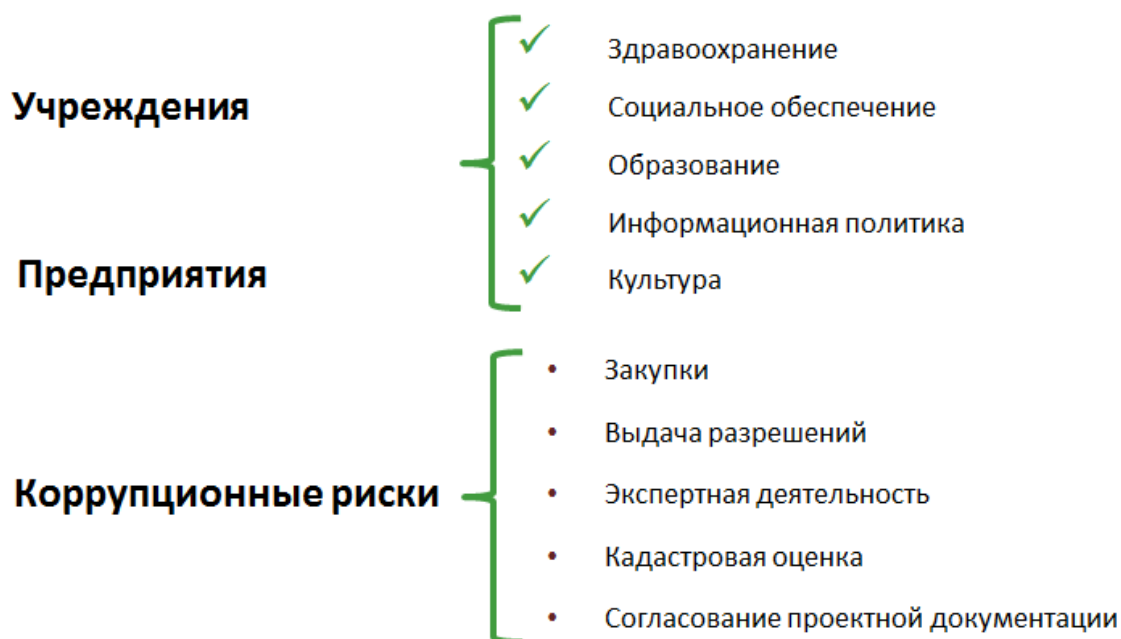 Учреждения
Предприятия
Здравоохранение
Социальное обеспечение
Образование
Информационная политика
Культура
Коррупционные риски
Закупки
Выдача разрешений
Экспертная деятельность
Кадастровая оценка
Согласование проектной документации